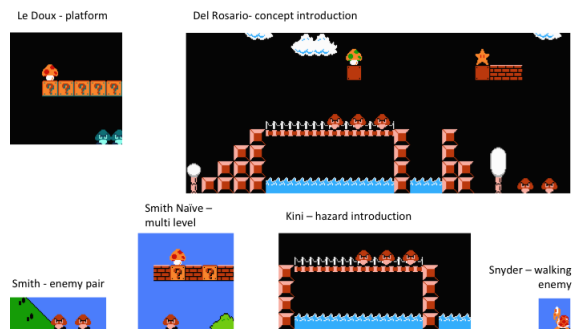 Le Doux - platform
Del Rosario- concept introduction
Smith Naïve –
multi level
Kini – hazard introduction
Smith - enemy pair
Snyder – walking
enemy
? ? ? ? ?
? ?